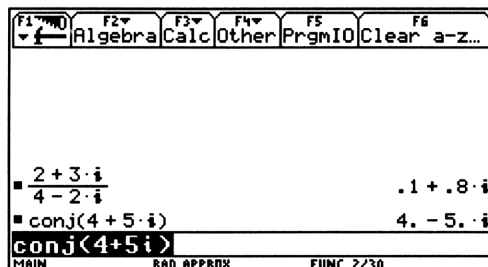 F1 F2 F3 F4 F5 F6
Algebra Calc Other PrgmIO Clear a-z…
2 + 3·i
4 - 2·i
.1 + .8·i
conj(4 + 5·i) 4. - 5. ·i
conj(4+5i)
MAIN RAD APPROX FUNC 2/30